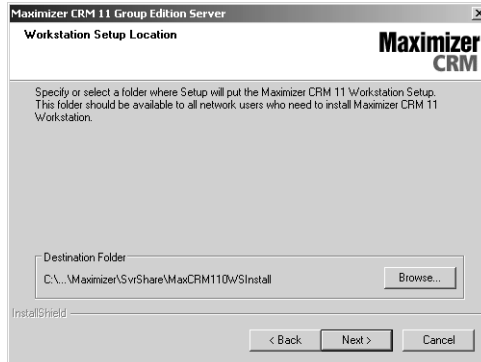 Maximizer CRM 11 Group Edition Server
Workstation Setup Location
Maximizer
CRM
Specify or select a folder where Setup will put the Maximizer CRM 11 Workstation Setup.
This folder should be available to all network users who need to install Maximizer CRM 11
Workstation.
Destination Folder
C:\...\Maximizer\SvrShare\MaxCRM110WSInstall
Browse...
InstallShield
< Back
Next >
Cancel